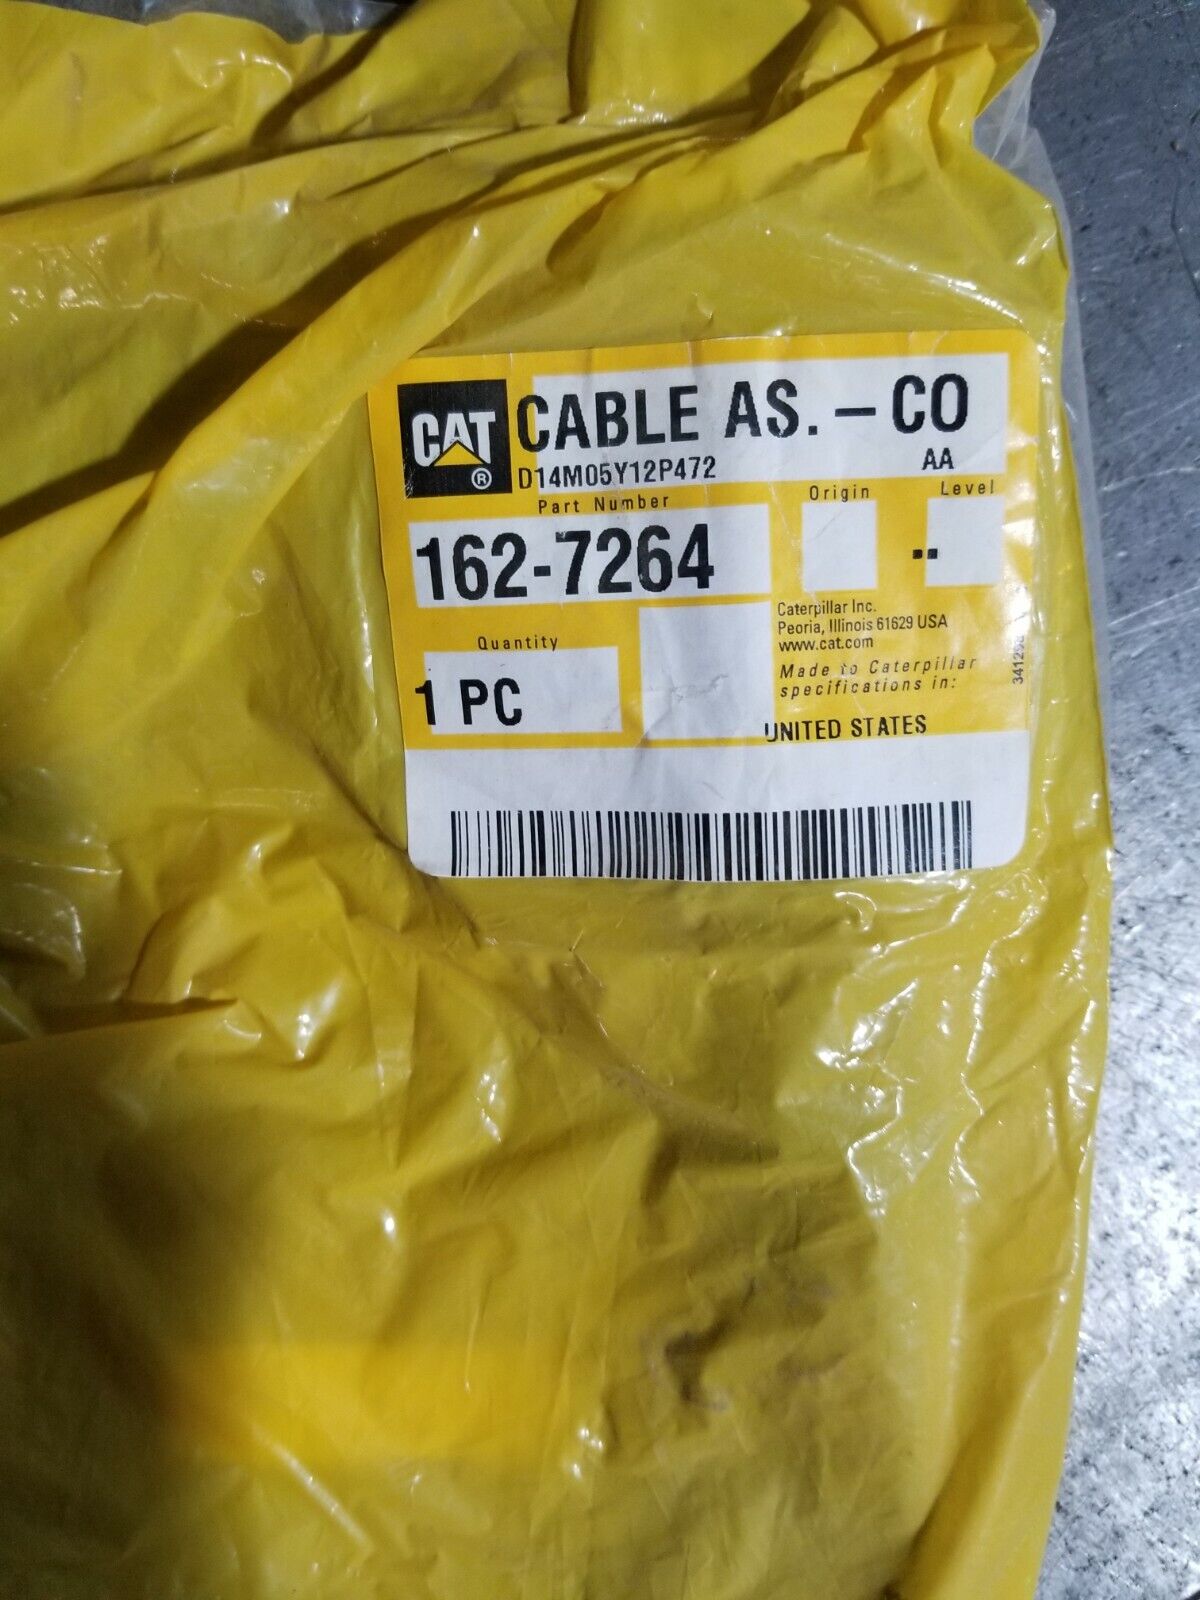 CAT
®
CABLE AS. - CO
D14M05Y12P472
AA
Part Number
Origin
Level
162-7264
--
Caterpillar Inc.
Peoria, Illinois 61629 USA
www.cat.com
Quantity
Made to Caterpillar
specifications in:
1 PC
UNITED STATES